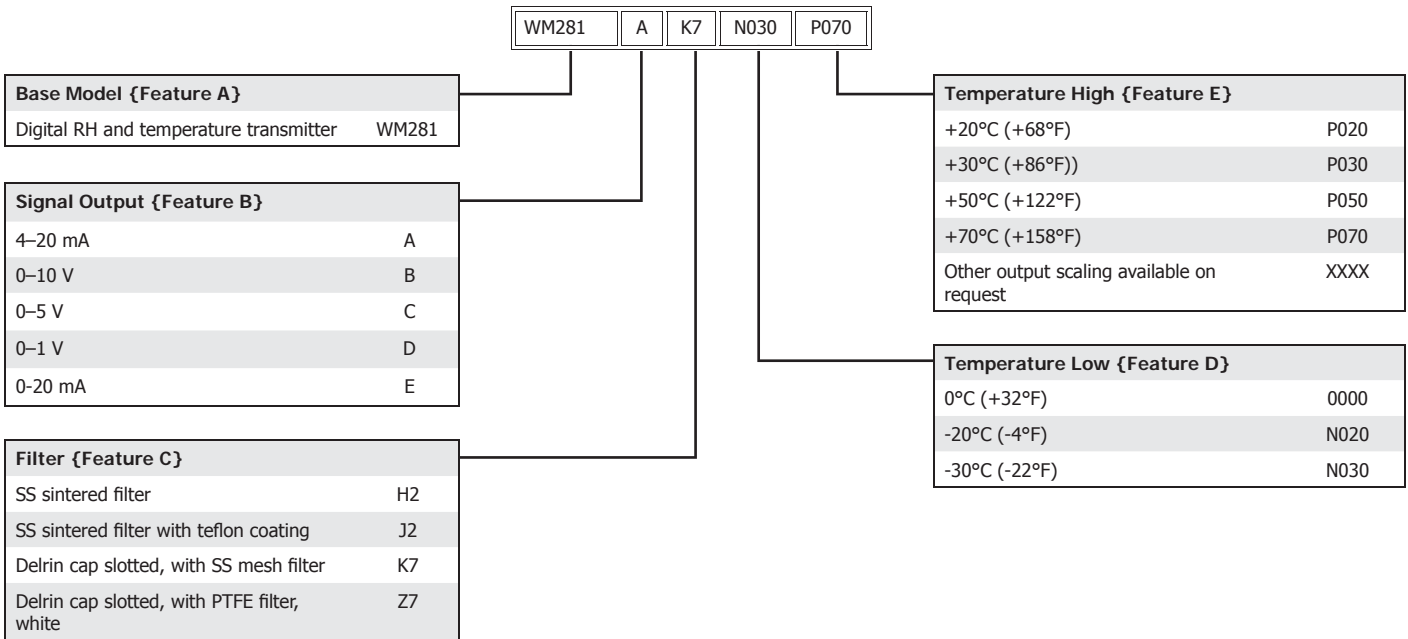 WM281 A K7 N030 P070
Base Model {Feature A}
Digital RH and temperature transmitter WM281
Signal Output {Feature B}
4–20 mA A
0–10 V B
0–5 V C
0–1 V D
0-20 mA E
Filter {Feature C}
SS sintered filter H2
SS sintered filter with teflon coating J2
Delrin cap slotted, with SS mesh filter K7
Delrin cap slotted, with PTFE filter, Z7
white
Temperature High {Feature E}
+20°C (+68°F) P020
+30°C (+86°F)) P030
+50°C (+122°F) P050
+70°C (+158°F) P070
Other output scaling available on XXXX
request
Temperature Low {Feature D}
0°C (+32°F) 0000
-20°C (-4°F) N020
-30°C (-22°F) N030